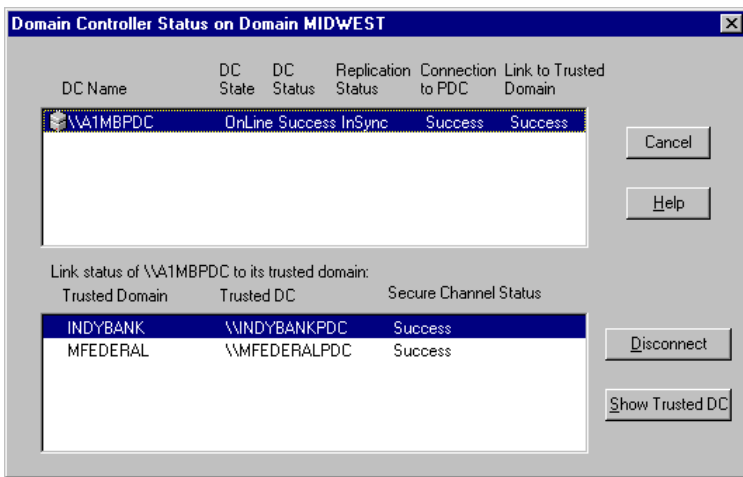 Domain Controller Status on Domain MIDWEST
DC Name DC State DC Status Replication Status Connection to PDC Link to Trusted Domain
\\A1MBPDC OnLine Success InSync Success Success
Cancel
Help
Link status of \\A1MBPDC to its trusted domain:
Trusted Domain Trusted DC Secure Channel Status
INDYBANK \\INDYBANKPDC Success
MFEDERAL \\MFEDERALPDC Success
Disconnect
Show Trusted DC